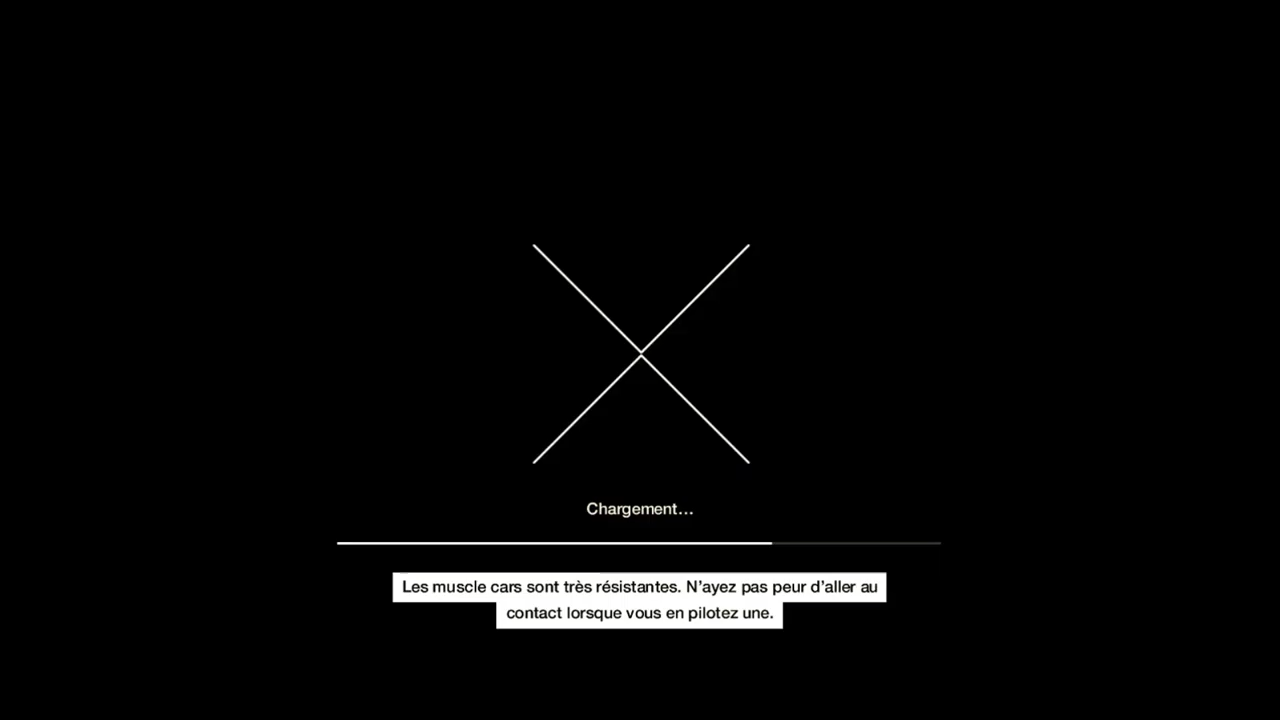 Chargement...
Les muscle cars sont très résistantes. N'ayez pas peur d'aller au
contact lorsque vous en pilotez une.